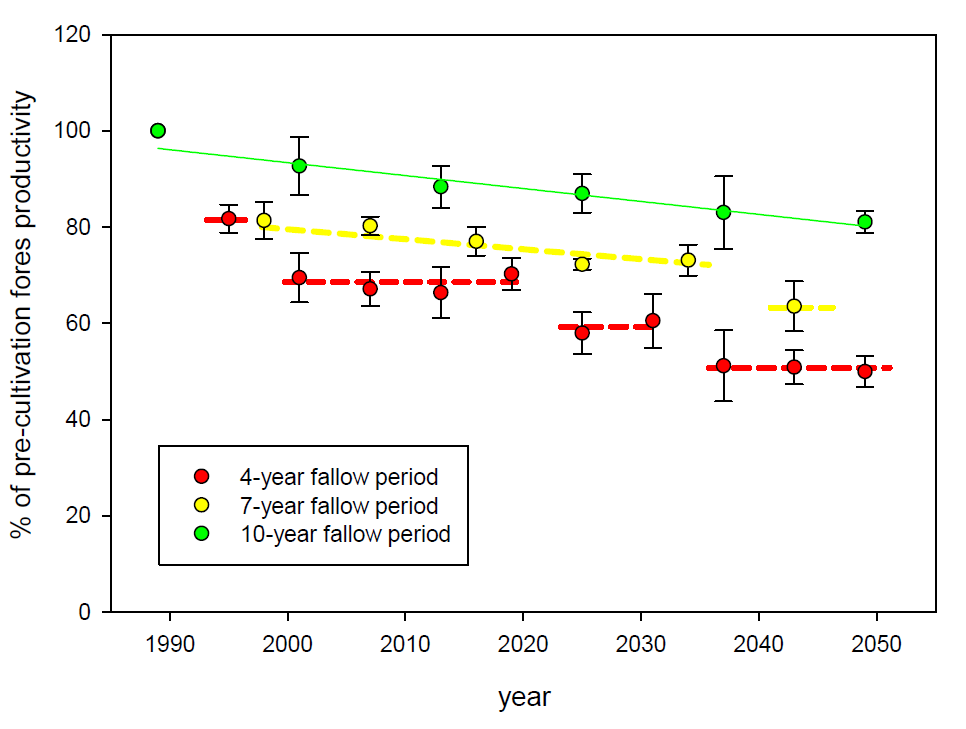 % of pre-cultivation fores productivity
120
100
80
60
40
20
0
4-year fallow period
7-year fallow period
10-year fallow period
1990 2000 2010 2020 2030 2040 2050
year